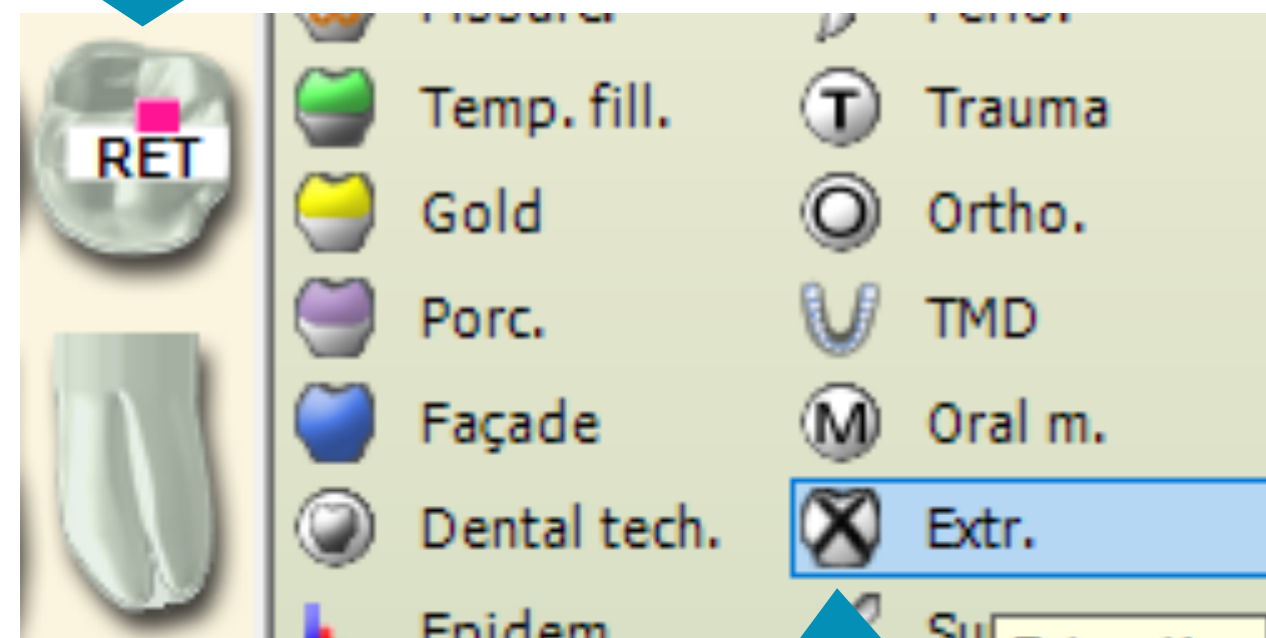 RET
Temp. fill.
Gold
Porc.
Façade
Dental tech.
Trauma
T
Ortho.
TMD
M
Oral m.
Extr.